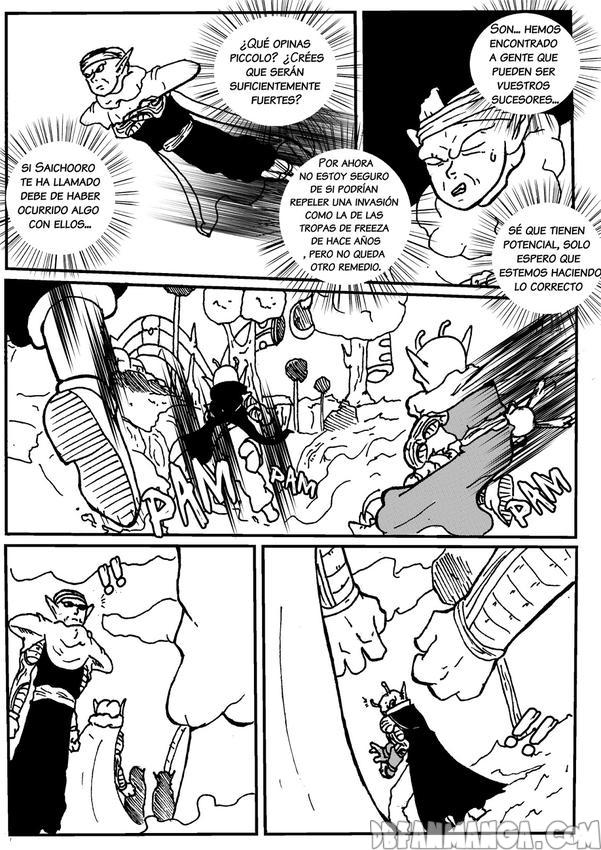 ¿QUÉ OPINAS
PICCOLO? ¿CRÉES
QUE SERÁN
SUFICIENTEMENTE
FUERTES?
SON... HEMOS
ENCONTRADO
A GENTE QUE
PUEDEN SER
VUESTROS
SUCESORES...
SI SAICHOORO
TE HA LLAMADO
DEBE DE HABER
OCURRIDO ALGO
CON ELLOS...
POR AHORA
NO ESTOY SEGURO
DE SI PODRÍAN
REPELER UNA INVASIÓN
COMO LA DE LAS
TROPAS DE FREEZA
DE HACE AÑOS
, PERO NO QUEDA
OTRO REMEDIO.
SÉ QUE TIENEN
POTENCIAL, SOLO
ESPERO QUE
ESTEMOS HACIENDO
LO CORRECTO
PAM
PAM
PAM
!!
!!
DBFANMANGA.COM